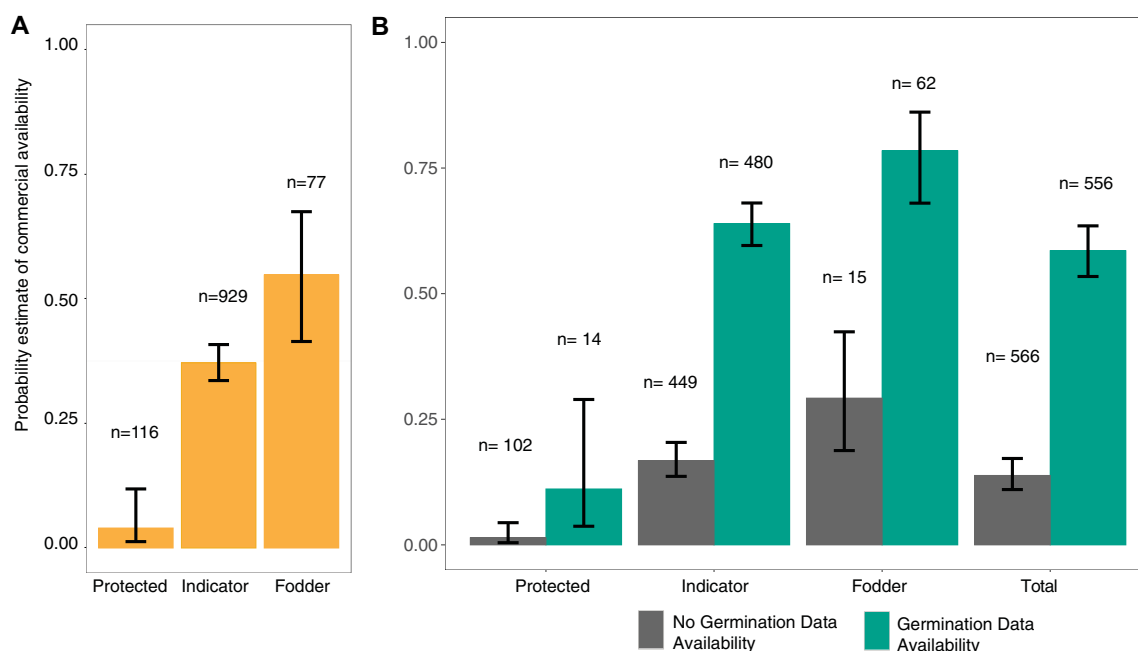 A
Probability estimate of commercial availability
1.00
0.75
0.50
0.25
0.00
n=116
n=929
n=77
Protected Indicator Fodder
B
1.00
0.75
0.50
0.25
0.00
n= 102
n= 14
n= 449
n= 480
n= 15
n= 62
n= 566
n= 556
Protected Indicator Fodder Total
No Germination Data
Availability
Germination Data
Availability